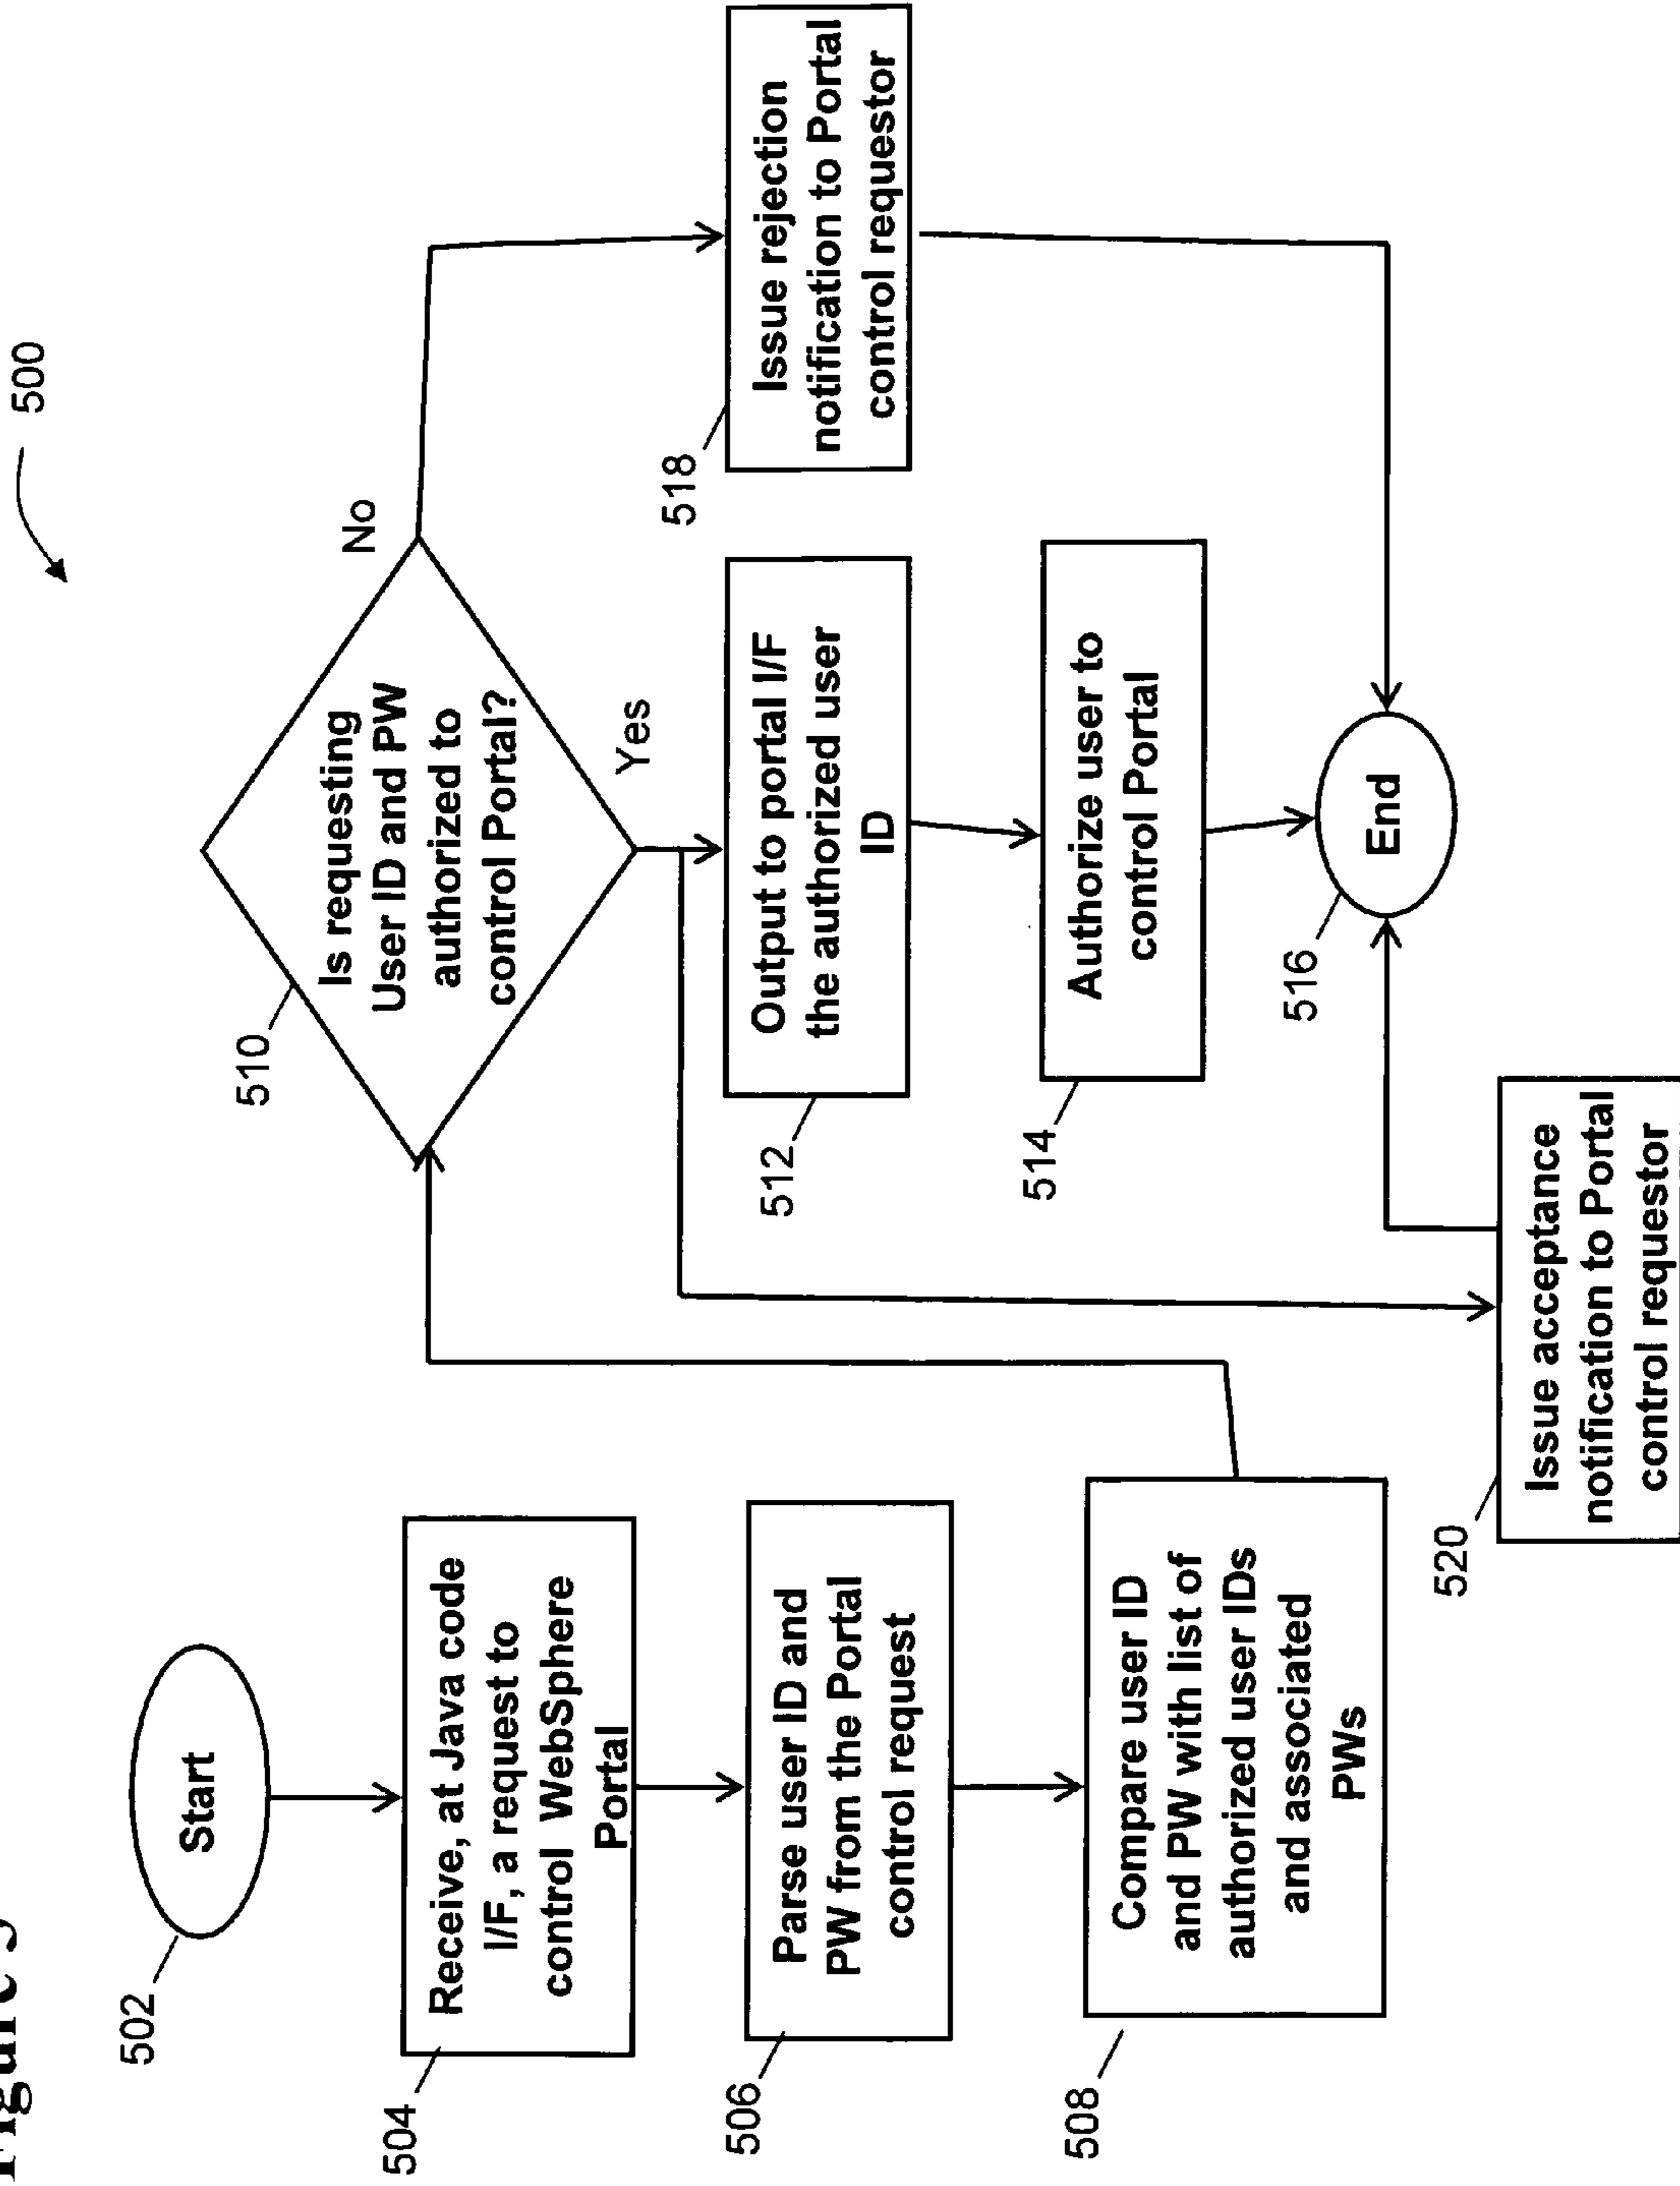 Figure 5
500
502
Start
504
Receive, at Java code
I/F, a request to
control WebSphere
Portal
506
Parse user ID and
PW from the Portal
control request
508
Compare user ID
and PW with list of
authorized user IDs
and associated
PWs
510
Is requesting
User ID and PW
authorized to
control Portal?
No
Yes
512
Output to portal I/F
the authorized user
ID
514
Authorize user to
control Portal
516
End
518
Issue rejection
notification to Portal
control requestor
520
Issue acceptance
notification to Portal
control requestor